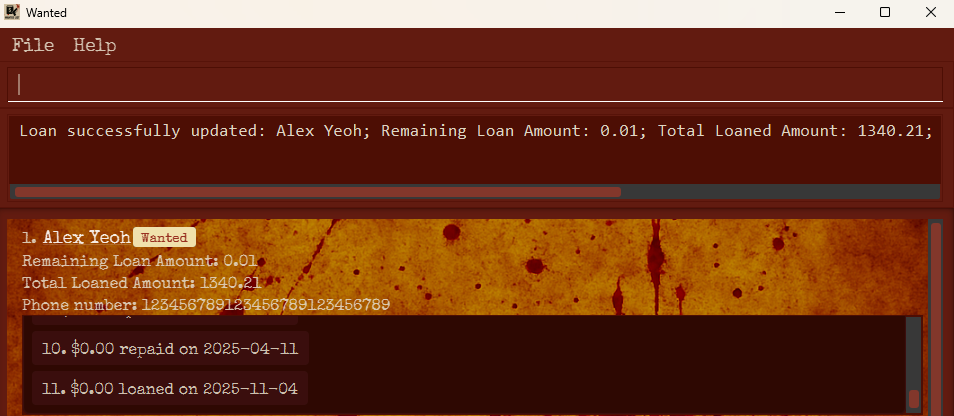 Wanted
File Help
Loan successfully updated: Alex Yeoh; Remaining Loan Amount: 0.01; Total Loaned Amount: 1340.21;
1. Alex Yeoh Wanted
Remaining Loan Amount: 0.01
Total Loaned Amount: 1340.21
Phone number: 123456789123456789123456789
10. $0.00 repaid on 2025-04-11
11. $0.00 loaned on 2025-11-04